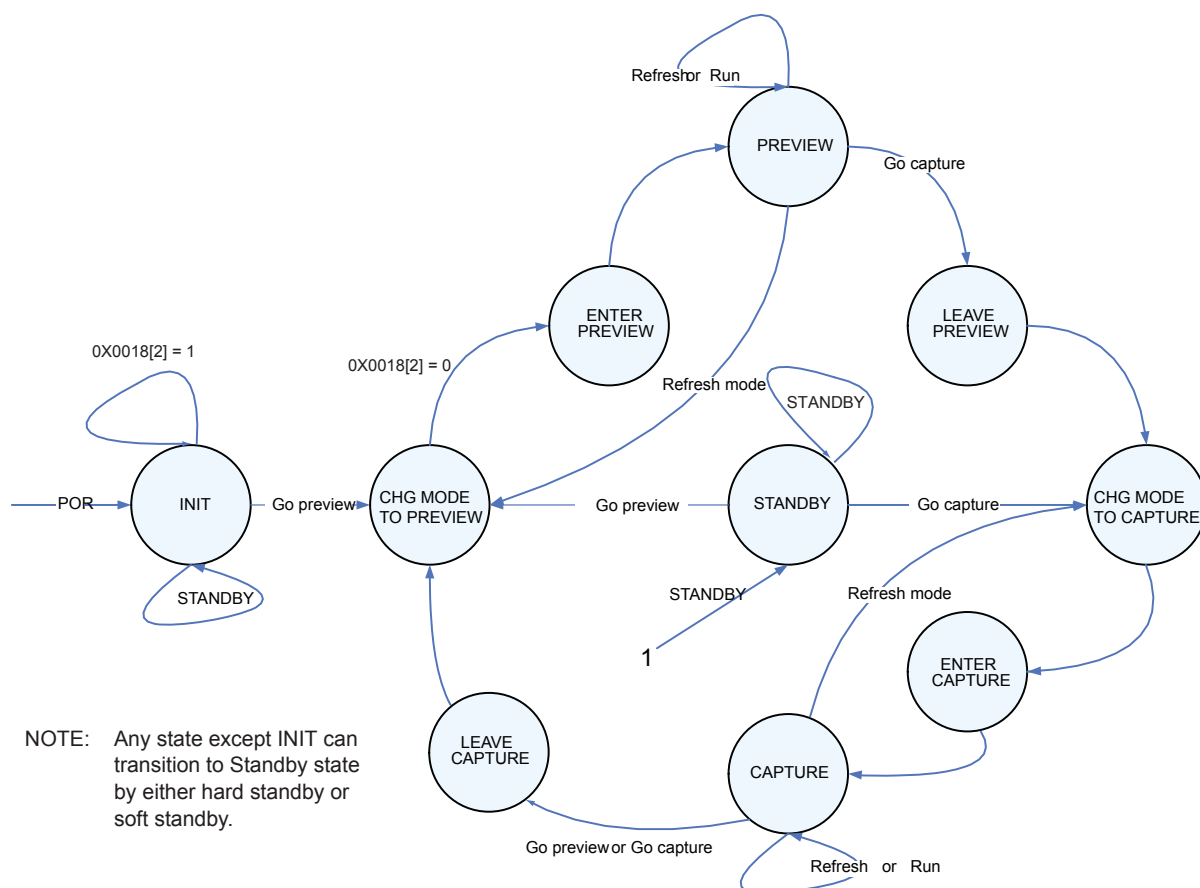 Refresh or Run
PREVIEW
Go capture
ENTER
PREVIEW
LEAVE
PREVIEW
0X0018[2] = 1
0X0018[2] = 0
Refresh mode
STANDBY
POR
INIT
Go preview
CHG MODE
TO PREVIEW
Go preview
STANDBY
Go capture
CHG MODE
TO CAPTURE
STANDBY
STANDBY
Refresh mode
1
ENTER
CAPTURE
NOTE: Any state except INIT can
transition to Standby state
by either hard standby or
soft standby.
LEAVE
CAPTURE
CAPTURE
Go preview or Go capture
Refresh or Run